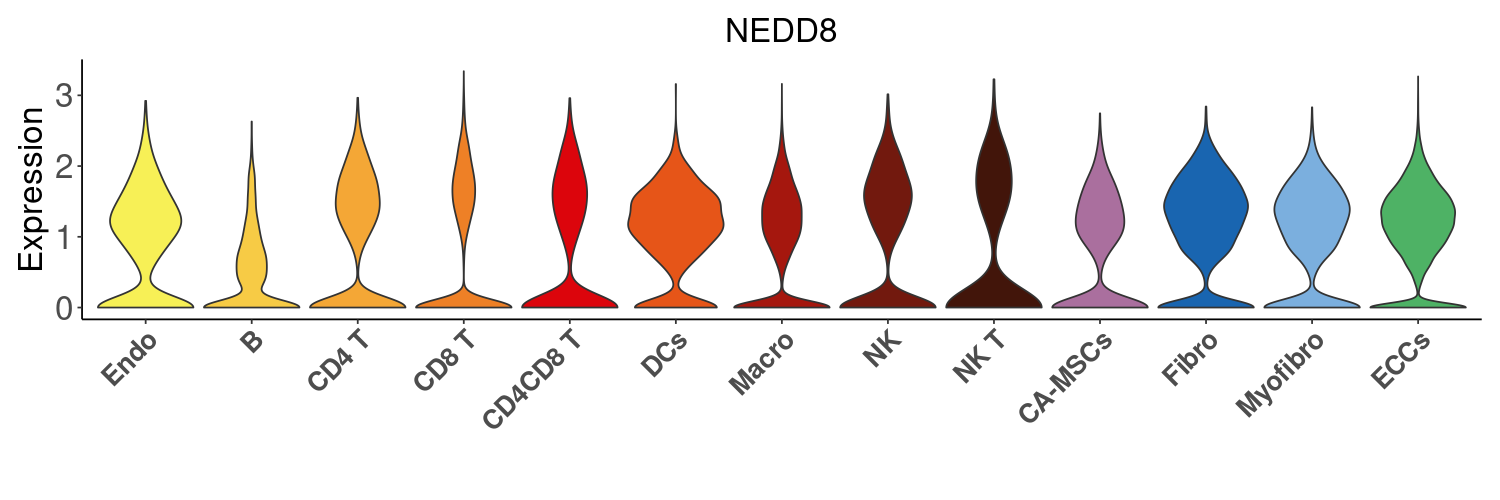 NEDD8
Expression
3
2
1
0
Endo
B
CD4 T
CD8 T
CD4CD8 T
DCs
Macro
NK
NK T
CA-MSCs
Fibro
Myofibro
ECCs